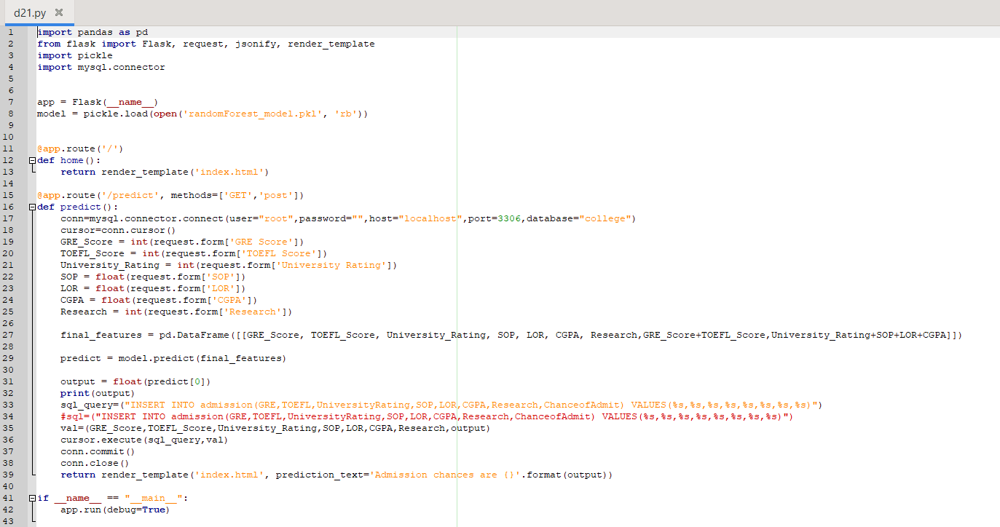 d21.py
1 import pandas as pd
2 from flask import Flask, request, jsonify, render_template
3 import pickle
4 import mysql.connector
5
6
7 app = Flask(__name__)
8 model = pickle.load(open('randomForest_model.pkl', 'rb'))
9
10
11 @app.route('/')
12 def home():
13     return render_template('index.html')
14
15 @app.route('/predict', methods=['GET','post'])
16 def predict():
17     conn=mysql.connector.connect(user="root",password="",host="localhost",port=3306,database="college")
18     cursor=conn.cursor()
19     GRE_Score = int(request.form['GRE Score'])
20     TOEFL_Score = int(request.form['TOEFL Score'])
21     University_Rating = int(request.form['University Rating'])
22     SOP = float(request.form['SOP'])
23     LOR = float(request.form['LOR'])
24     CGPA = float(request.form['CGPA'])
25     Research = int(request.form['Research'])
26
27     final_features = pd.DataFrame([[GRE_Score, TOEFL_Score, University_Rating, SOP, LOR, CGPA, Research,GRE_Score+TOEFL_Score,University_Rating+SOP+LOR+CGPA]])
28
29     predict = model.predict(final_features)
30
31     output = float(predict[0])
32     print(output)
33     sql_query=("INSERT INTO admission(GRE,TOEFL,UniversityRating,SOP,LOR,CGPA,Research,ChanceofAdmit) VALUES(%s,%s,%s,%s,%s,%s,%s,%s)")
34     #sql=("INSERT INTO admission(GRE,TOEFL,UniversityRating,SOP,LOR,CGPA,Research,ChanceofAdmit) VALUES(%s,%s,%s,%s,%s,%s,%s,%s)")
35     val=(GRE_Score,TOEFL_Score,University_Rating,SOP,LOR,CGPA,Research,output)
36     cursor.execute(sql_query,val)
37     conn.commit()
38     conn.close()
39     return render_template('index.html', prediction_text='Admission chances are {}'.format(output))
40
41 if __name__ == "__main__":
42     app.run(debug=True)
43